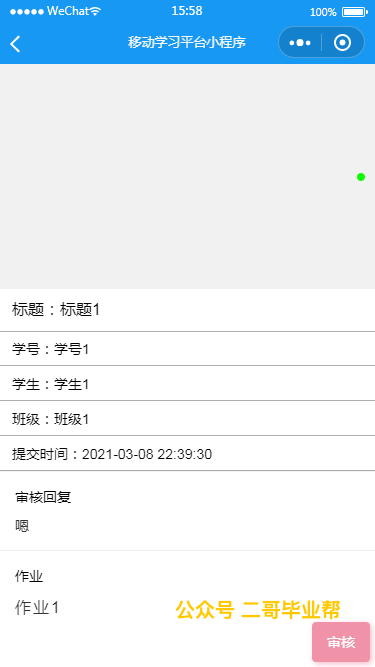 WeChat 15:58 100%
移动学习平台小程序
标题：标题1
学号：学号1
学生：学生1
班级：班级1
提交时间：2021-03-08 22:39:30
审核回复
嗯
作业
作业1
公众号 二哥毕业帮
审核